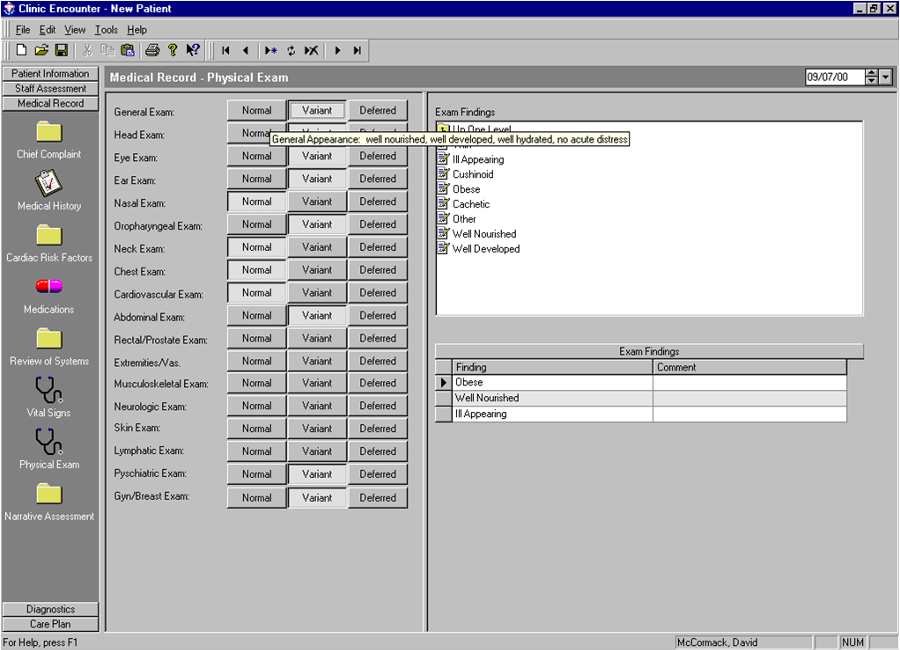 Clinic Encounter - New Patient
File Edit View Tools Help
Patient Information
Staff Assessment
Medical Record
Chief Complaint
Medical History
Cardiac Risk Factors
Medications
Review of Systems
Vital Signs
Physical Exam
Narrative Assessment
Diagnostics
Care Plan
Medical Record - Physical Exam
09/07/00
General Exam: Normal Variant Deferred
Head Exam: Norma
General Appearance: well nourished, well developed, well hydrated, no acute distress
Eye Exam: Normal Variant Deferred
Ear Exam: Normal Variant Deferred
Nasal Exam: Normal Variant Deferred
Oropharyngeal Exam: Normal Variant Deferred
Neck Exam: Normal Variant Deferred
Chest Exam: Normal Variant Deferred
Cardiovascular Exam: Normal Variant Deferred
Abdominal Exam: Normal Variant Deferred
Rectal/Prostate Exam: Normal Variant Deferred
Extremities/Vas. Normal Variant Deferred
Musculoskeletal Exam: Normal Variant Deferred
Neurologic Exam: Normal Variant Deferred
Skin Exam: Normal Variant Deferred
Lymphatic Exam: Normal Variant Deferred
Pyschiatric Exam: Normal Variant Deferred
Gyn/Breast Exam: Normal Variant Deferred
Exam Findings
Up One Level
Ill Appearing
Cushinoid
Obese
Cachetic
Other
Well Nourished
Well Developed
Exam Findings
Finding Comment
Obese
Well Nourished
Ill Appearing
For Help, press F1
McCormack, David NUM